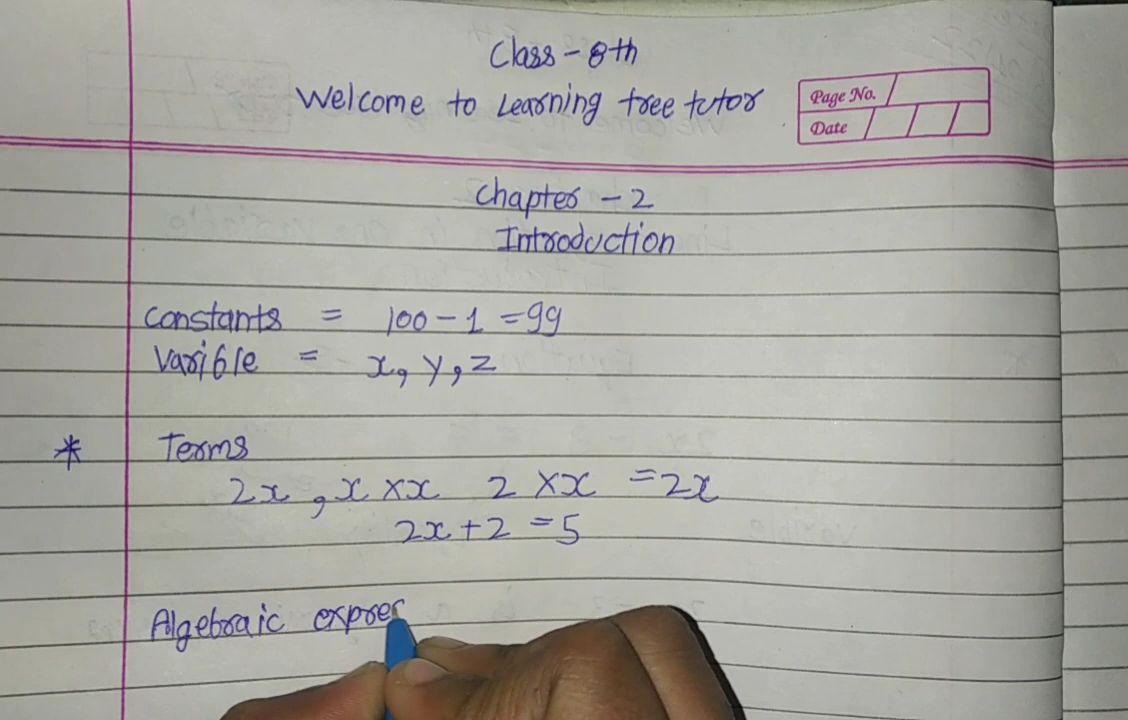 Class - 8th
Welcome to Learning tree tutor
Page No.
Date
Chapter - 2
Introduction
Constants = 100 - 1 = 99
Varible = x, y, z
* Terms
2x, x × x 2 × x = 2x
2x + 2 = 5
Algebraic expres